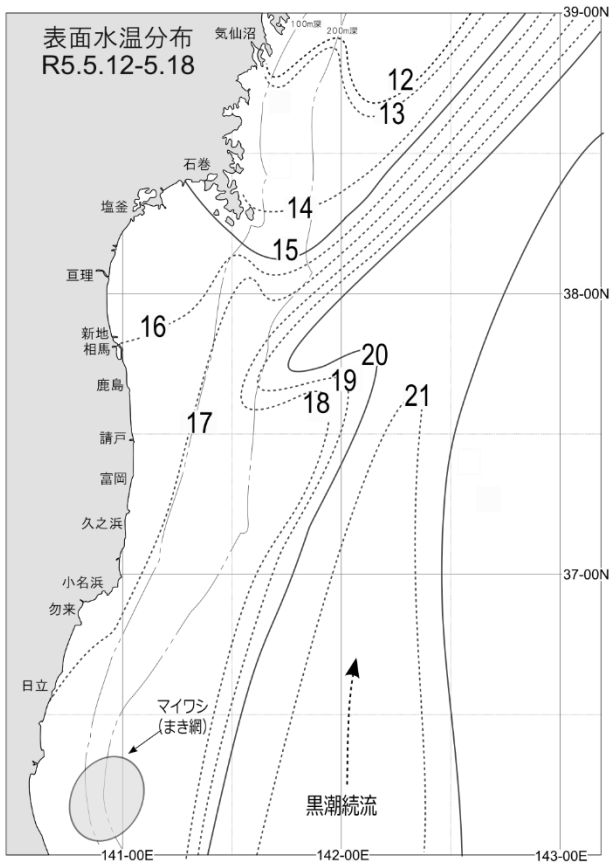 表面水温分布
R5.5.12-5.18
気仙沼
100m深
200m深
39-00N
12
13
石巻
塩釜
14
15
亘理
38-00N
16
新地
相馬
20
鹿島
19
18
21
17
請戸
富岡
久之浜
37-00N
小名浜
勿来
日立
マイワシ
(まき網)
黒潮続流
141-00E
142-00E
143-00E